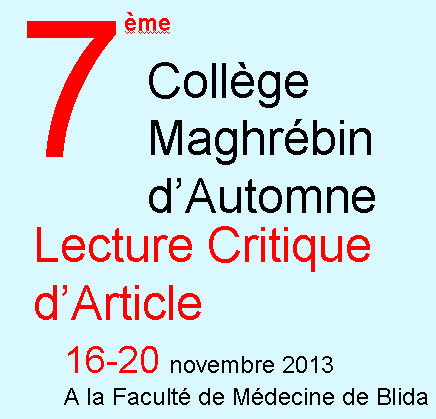 7ème
Collège
Maghrébin
d’Automne
Lecture Critique
d’Article
16-20 novembre 2013
A la Faculté de Médecine de Blida